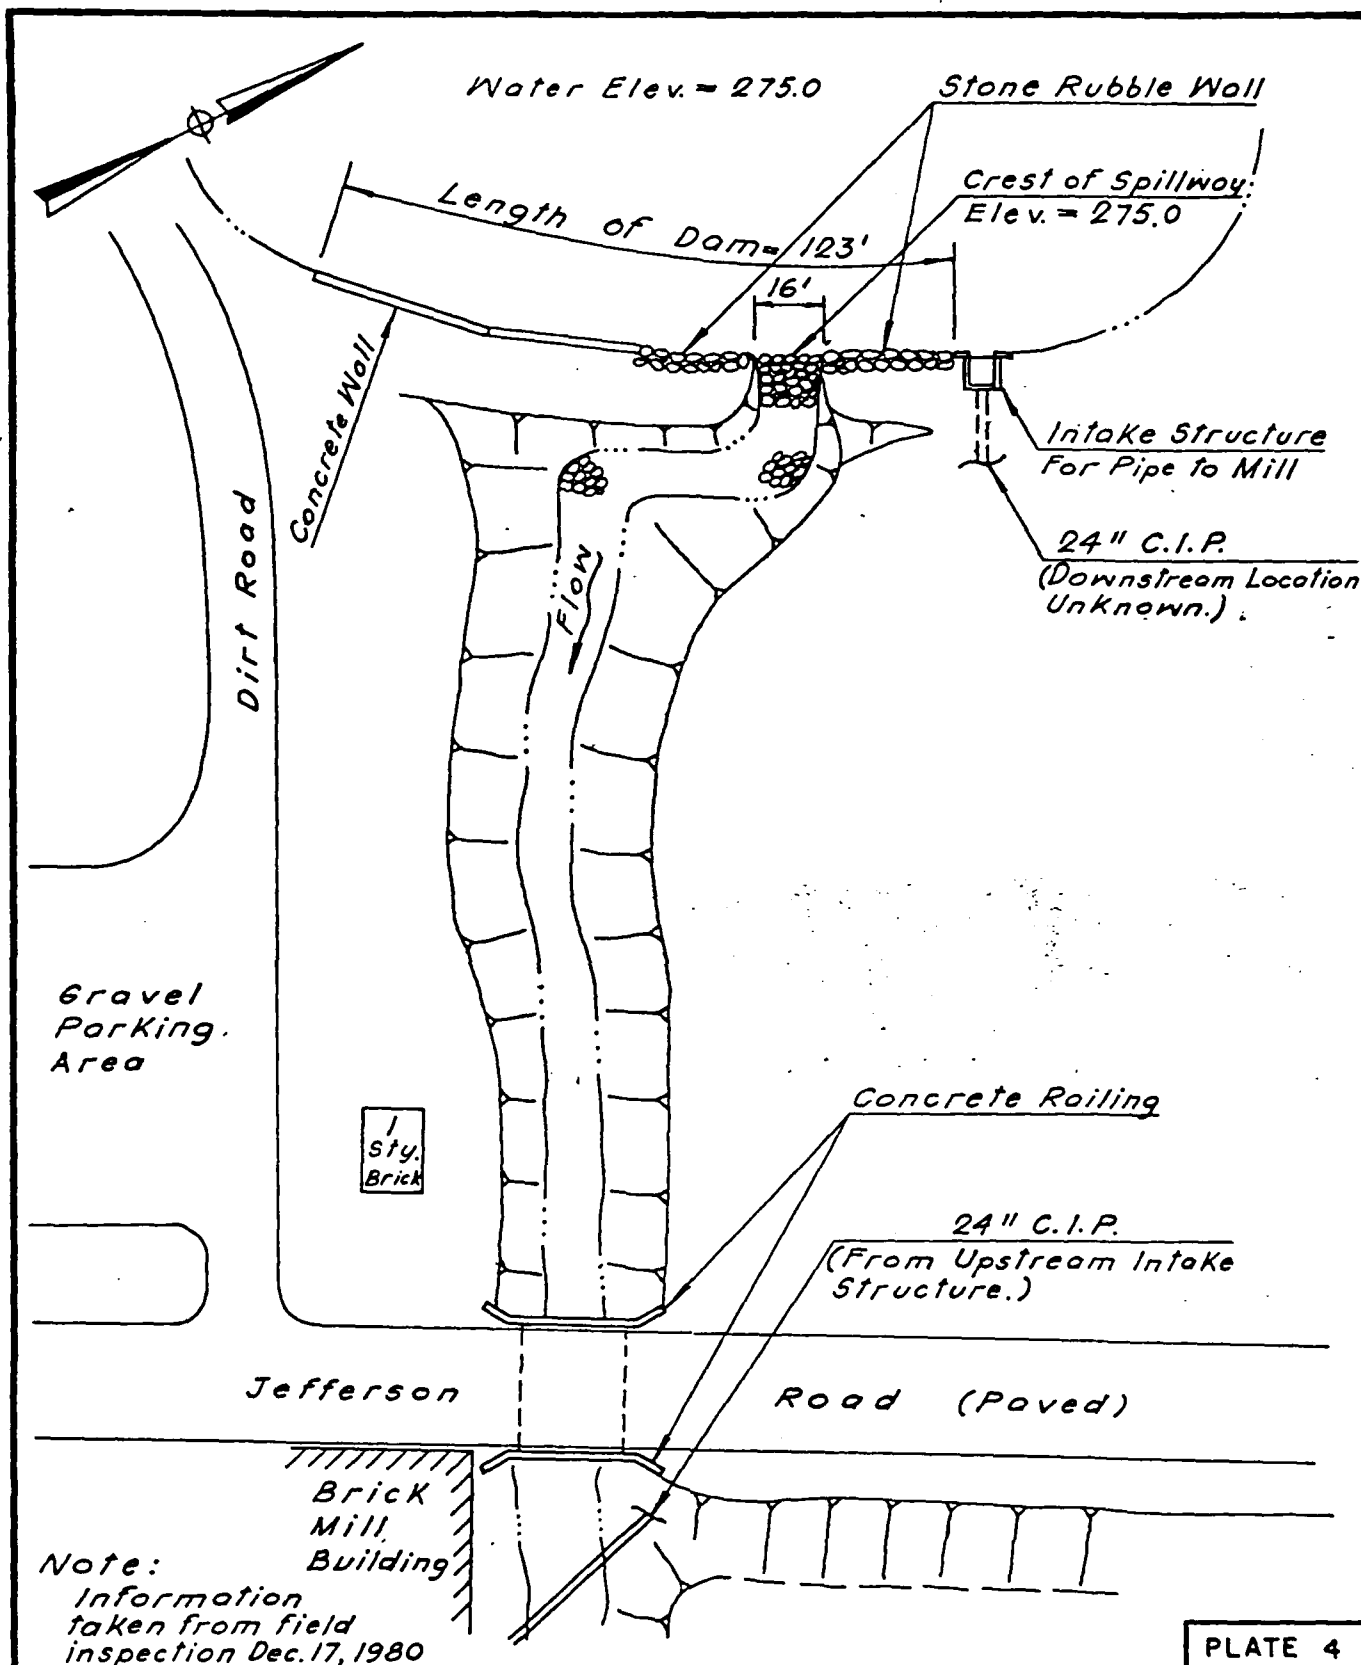 Water Elev. = 275.0
Stone Rubble Wall
Crest of Spillway:
Elev. = 275.0
Length of Dam = 123'
16'
Concrete Wall
Intake Structure
For Pipe to Mill
24" C.I.P.
(Downstream Location
Unknown.)
Dirt Road
Flow
Gravel
Parking.
Area
1
Sty.
Brick
Concrete Railing
24" C.I.P.
(From Upstream Intake
Structure.)
Jefferson Road (Paved)
Brick
Mill
Building
Note:
Information
taken from field
inspection Dec. 17, 1980
PLATE 4